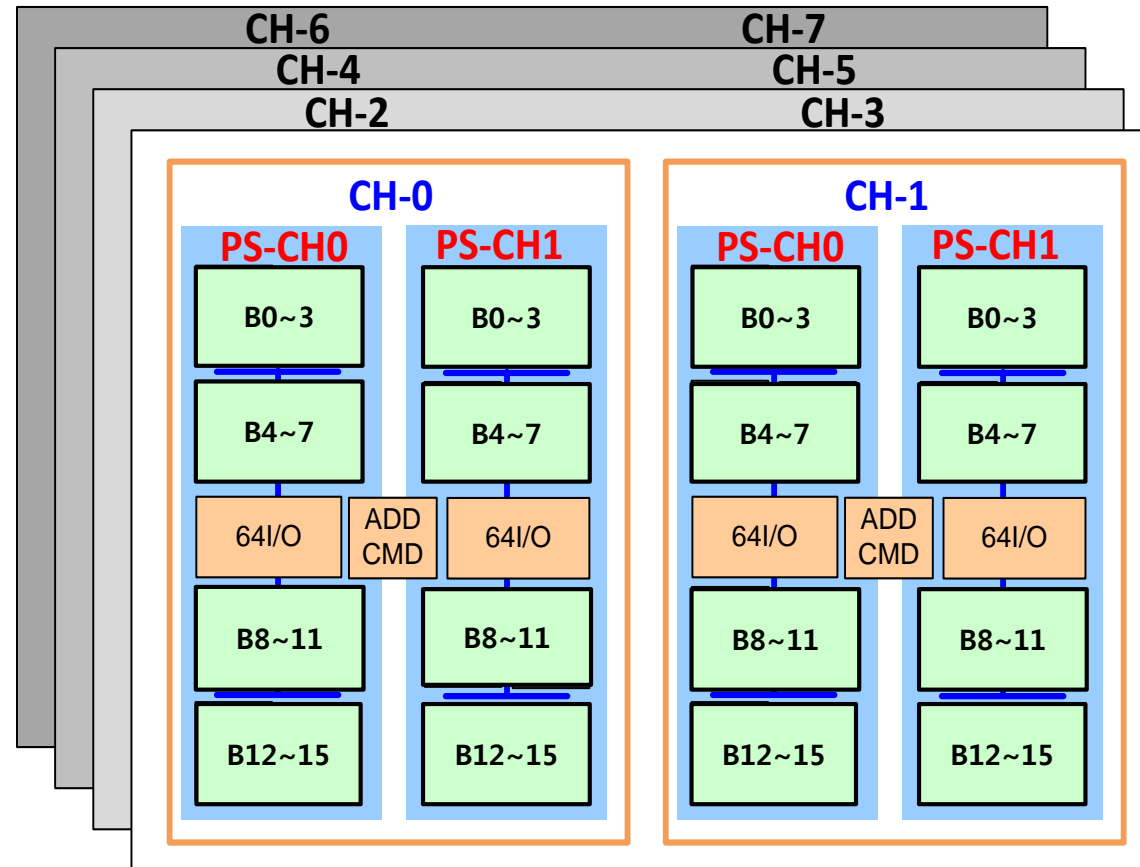 CH-6 CH-7
CH-4 CH-5
CH-2 CH-3
CH-0 CH-1
PS-CH0 PS-CH1 PS-CH0 PS-CH1
B0~3 B0~3 B0~3 B0~3
B4~7 B4~7 B4~7 B4~7
64I/O ADD CMD 64I/O 64I/O ADD CMD 64I/O
B8~11 B8~11 B8~11 B8~11
B12~15 B12~15 B12~15 B12~15